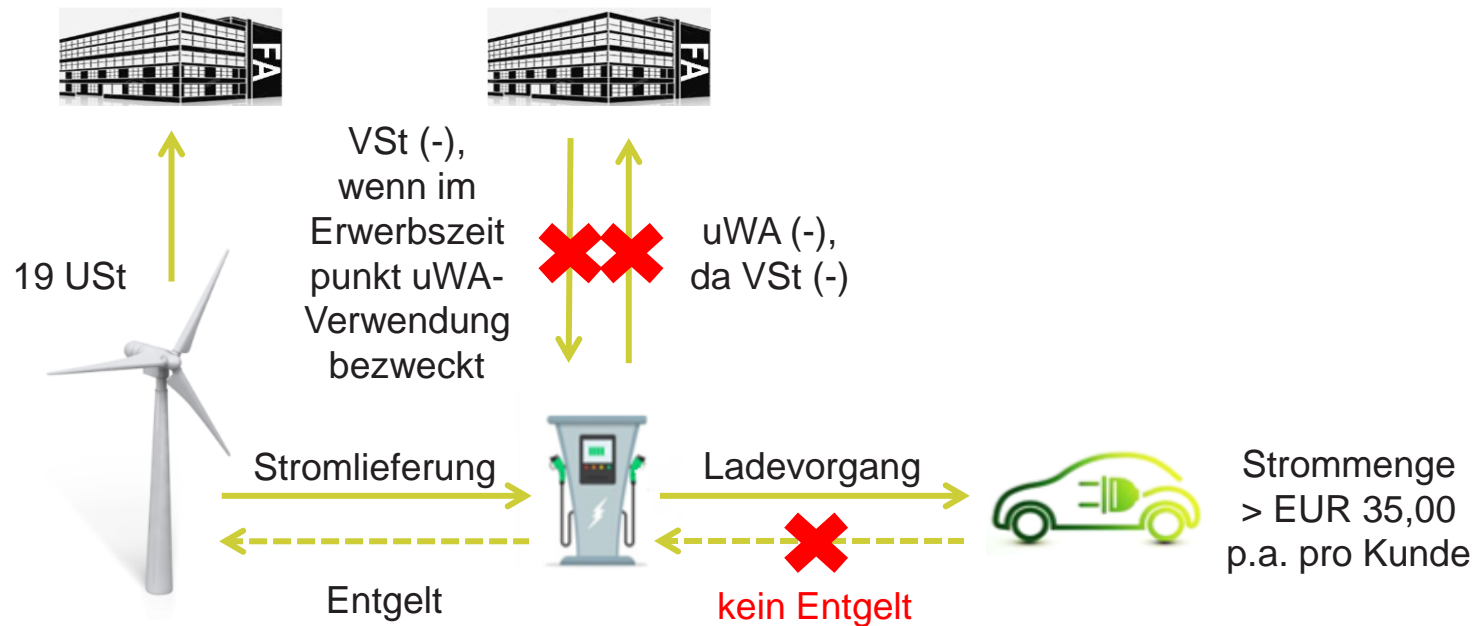 FA
FA
VSt (-),
wenn im
Erwerbszeit
punkt uWA-
Verwendung
bezweckt
uWA (-),
da VSt (-)
19 USt
Stromlieferung
Ladevorgang
Strommenge
> EUR 35,00
p.a. pro Kunde
Entgelt
kein Entgelt